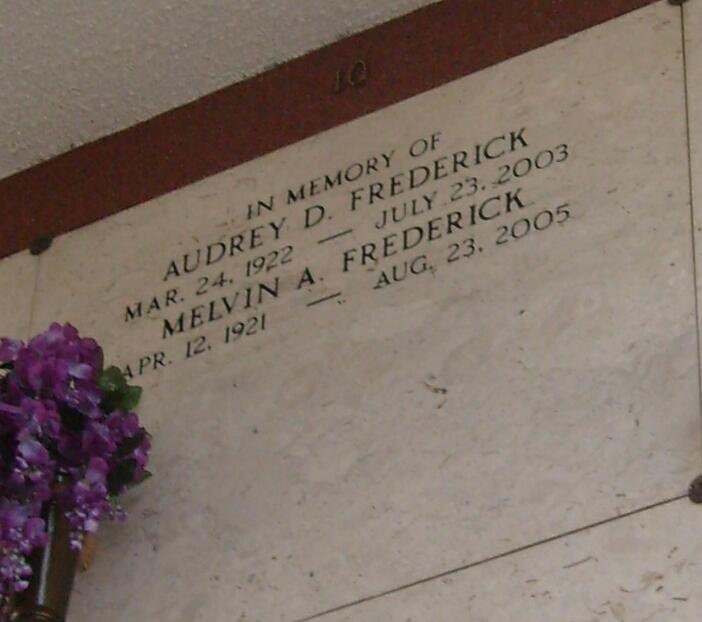 10
IN MEMORY OF
AUDREY D. FREDERICK
MAR. 24, 1922 — JULY 23, 2003
MELVIN A. FREDERICK
APR. 12, 1921 — AUG. 23, 2005